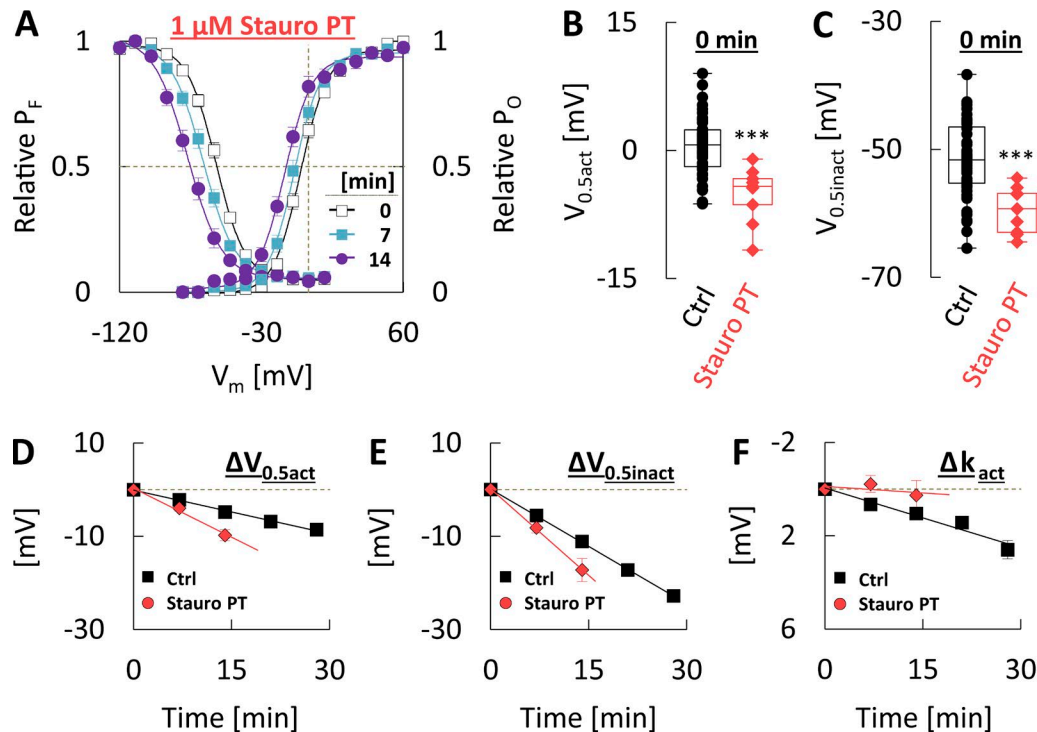 A
1 µM Stauro PT
Relative P_F
1
0.5
0
1
0.5
0
Relative P_O
[min]
0
7
14
-120
-30
60
V_m [mV]
B
0 min
V_0.5act [mV]
15
0
-15
***
Ctrl
Stauro PT
C
0 min
V_0.5inact [mV]
-30
-50
-70
***
Ctrl
Stauro PT
D
ΔV_0.5act
[mV]
10
-10
-30
Ctrl
Stauro PT
0
15
30
Time [min]
E
ΔV_0.5inact
[mV]
10
-10
-30
Ctrl
Stauro PT
0
15
30
Time [min]
F
Δk_act
[mV]
-2
2
6
Ctrl
Stauro PT
0
15
30
Time [min]